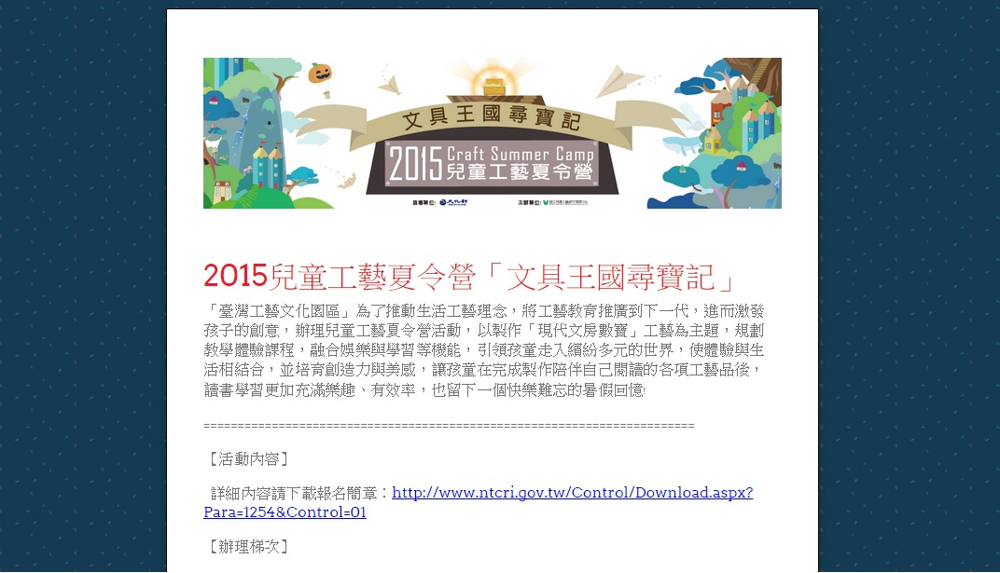 文具王國尋寶記
2015 Craft Summer Camp
兒童工藝夏令營
指導單位: 文化部
主辦單位:
2015兒童工藝夏令營「文具王國尋寶記」
「臺灣工藝文化園區」為了推動生活工藝理念，將工藝教育推廣到下一代，進而激發
孩子的創意，辦理兒童工藝夏令營活動，以製作「現代文房數寶」工藝為主題，規劃
教學體驗課程，融合娛樂與學習等機能，引領孩童走入繽紛多元的世界，使體驗與生
活相結合，並培育創造力與美感，讓孩童在完成製作陪伴自己閱讀的各項工藝品後，
讀書學習更加充滿樂趣、有效率，也留下一個快樂難忘的暑假回憶!
========================================================================
【活動內容】
詳細內容請下載報名簡章：http://www.ntcri.gov.tw/Control/Download.aspx?
Para=1254&Control=01
【辦理梯次】